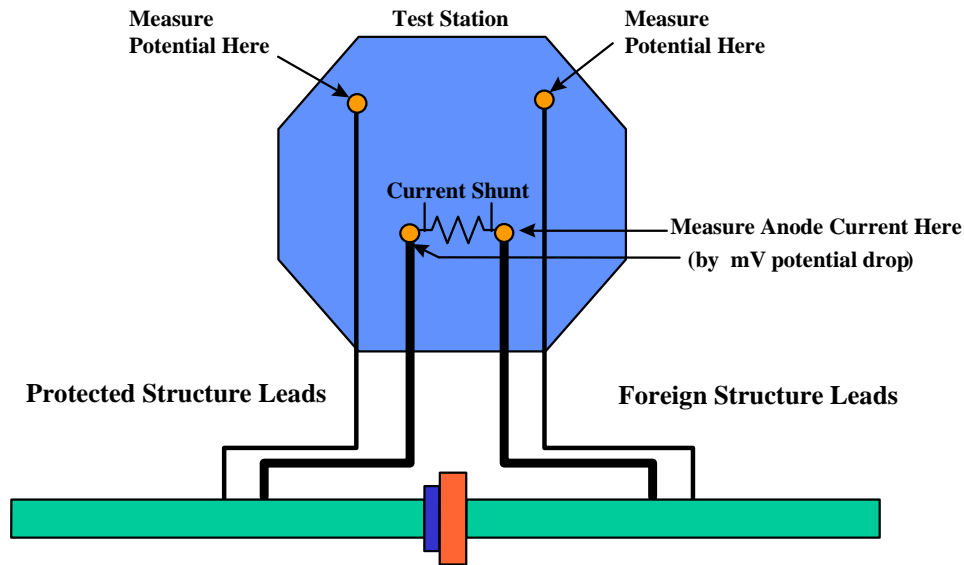 Measure
Potential Here
Test Station
Measure
Potential Here
Current Shunt
Measure Anode Current Here
(by mV potential drop)
Protected Structure Leads
Foreign Structure Leads